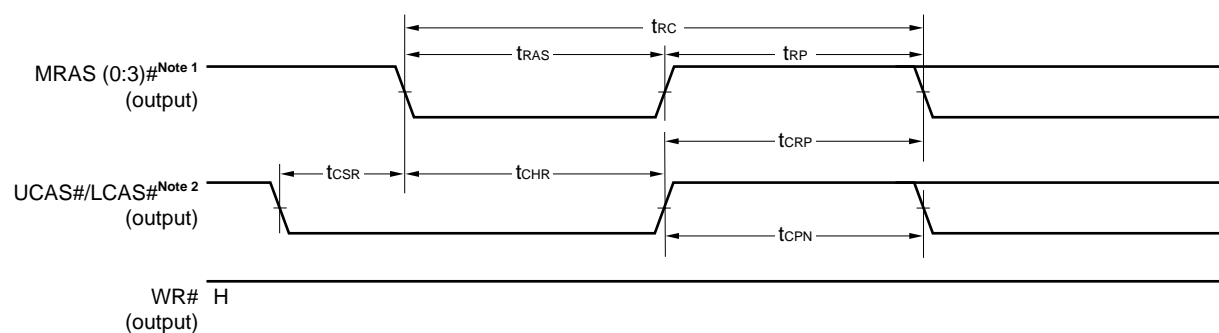 tRC
tRAS
tRP
MRAS (0:3)#Note 1
(output)
tCRP
tCSR
tCHR
UCAS#/LCAS#Note 2
(output)
tCPN
WR# H
(output)